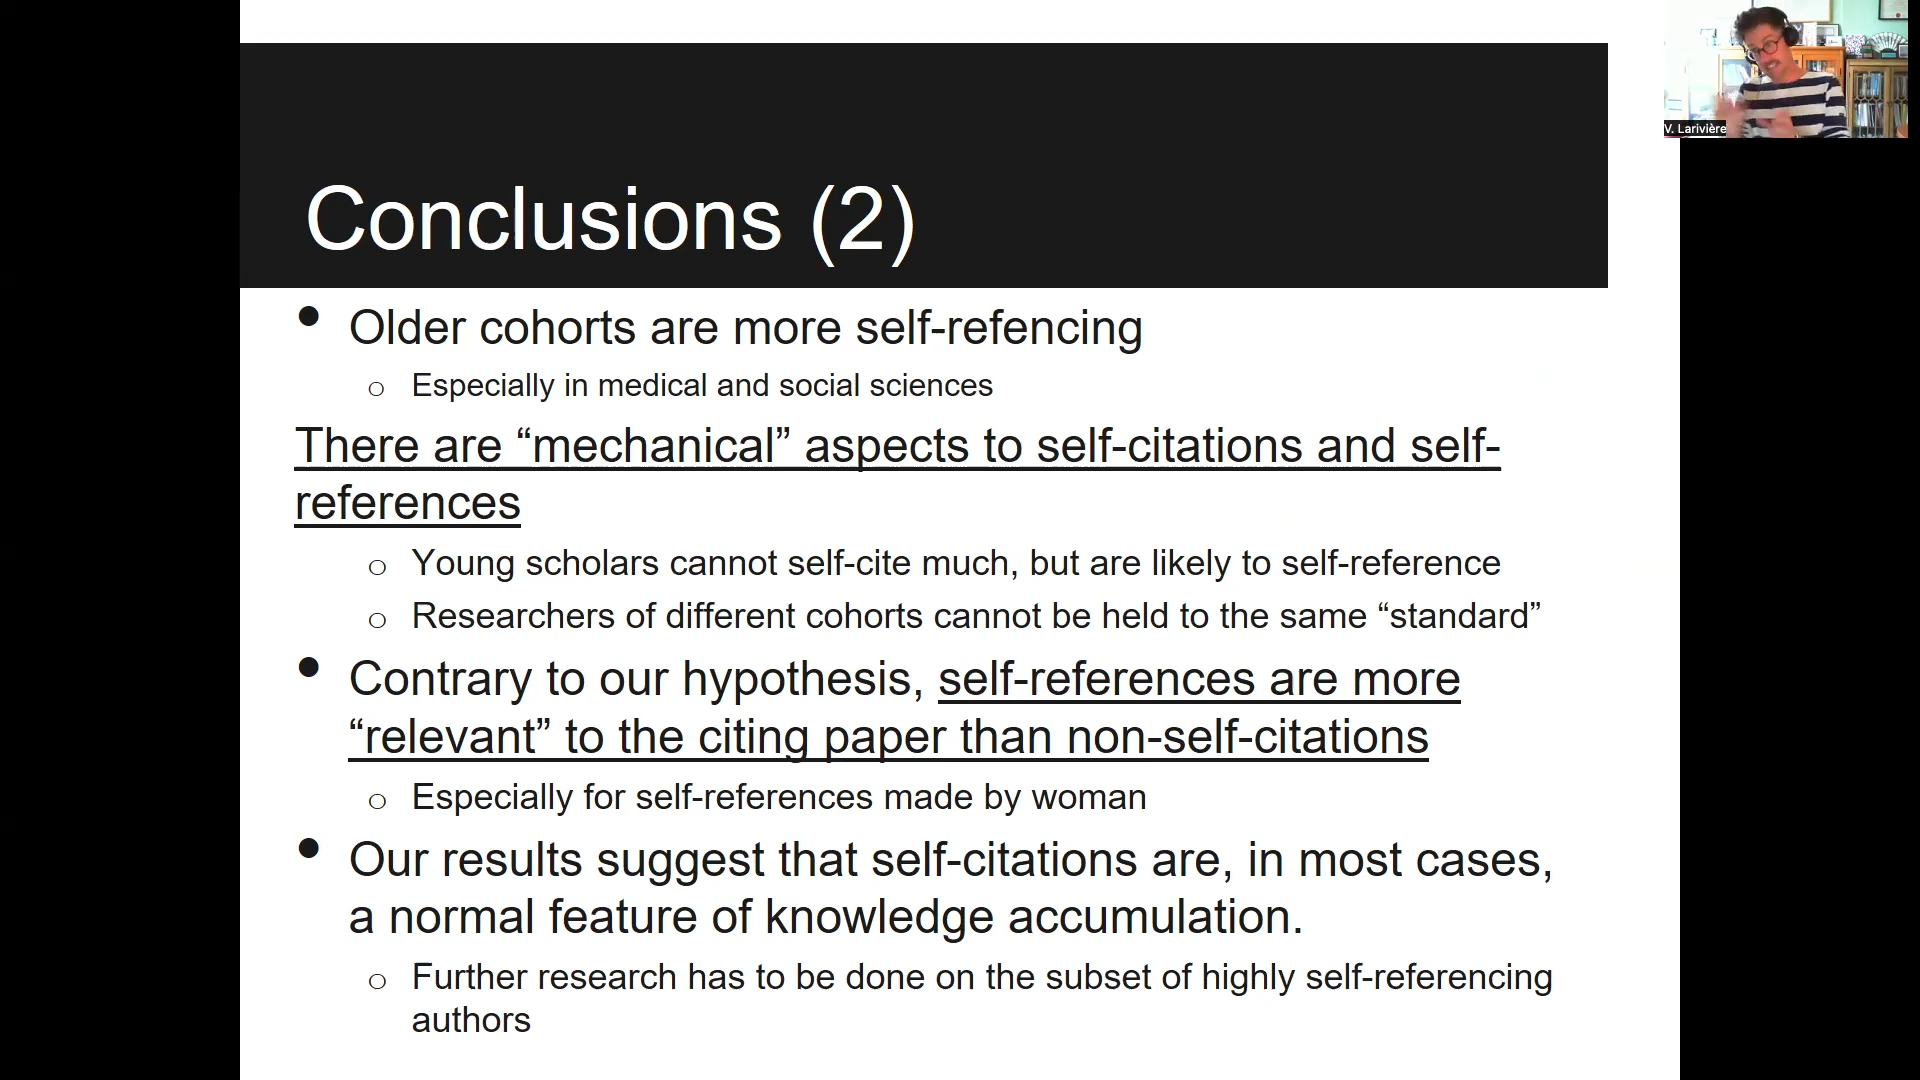 V. Larivière
Conclusions (2)
• Older cohorts are more self-refencing
o Especially in medical and social sciences
There are “mechanical” aspects to self-citations and self-
references
o Young scholars cannot self-cite much, but are likely to self-reference
o Researchers of different cohorts cannot be held to the same “standard”
• Contrary to our hypothesis, self-references are more
“relevant” to the citing paper than non-self-citations
o Especially for self-references made by woman
• Our results suggest that self-citations are, in most cases,
a normal feature of knowledge accumulation.
o Further research has to be done on the subset of highly self-referencing
authors